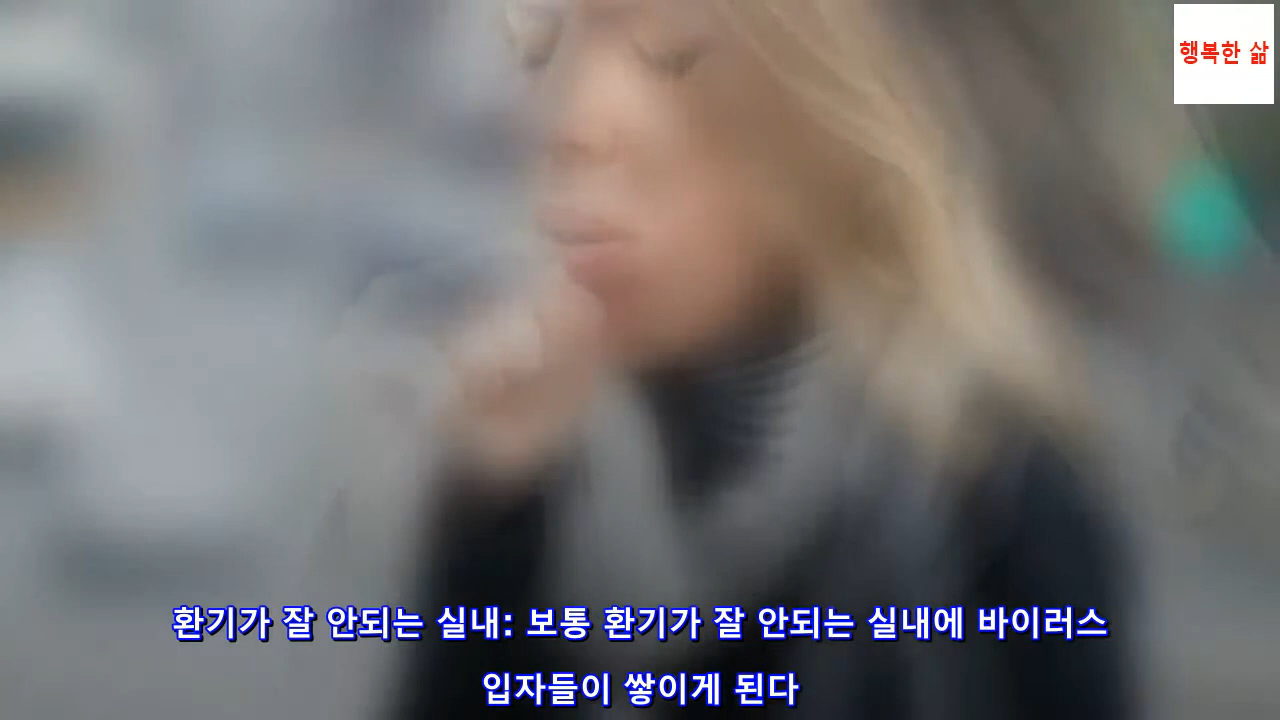 행복한 삶
환기가 잘 안되는 실내: 보통 환기가 잘 안되는 실내에 바이러스
입자들이 쌓이게 된다